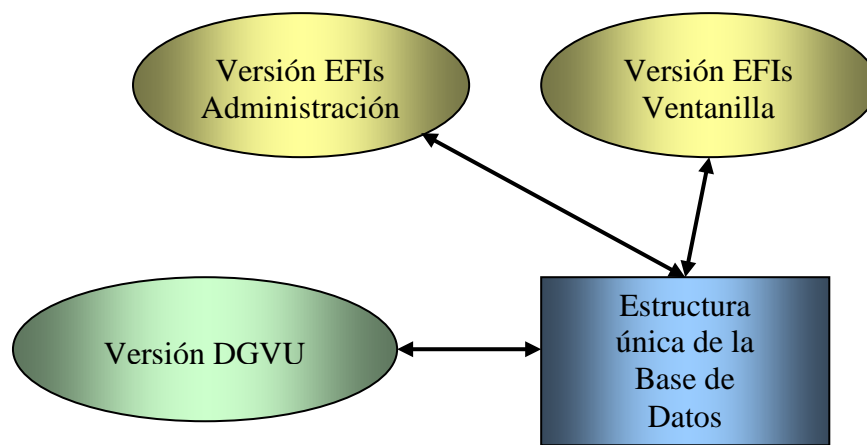 Versión EFIs
Administración
Versión EFIs
Ventanilla
Versión DGVU
Estructura
única de la
Base de
Datos